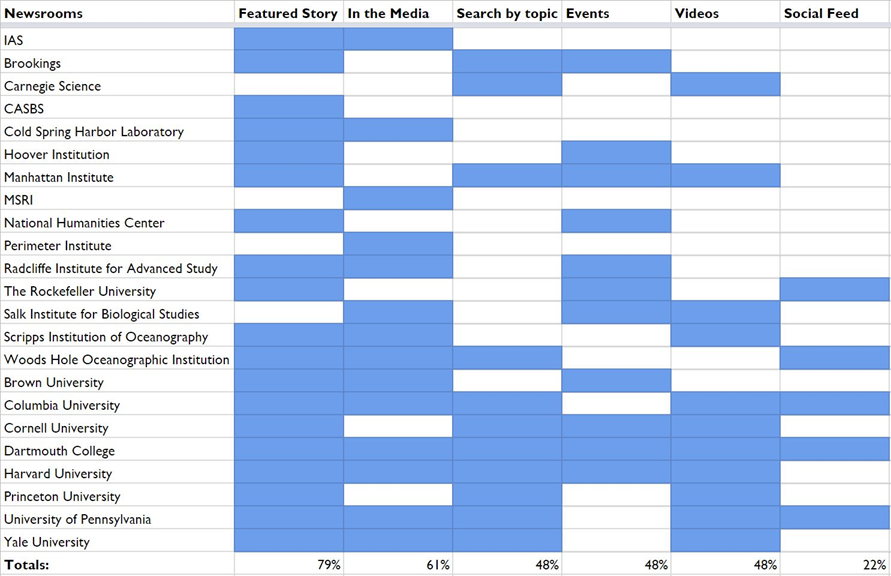 Newsrooms Featured Story In the Media Search by topic Events Videos Social Feed
IAS
Brookings
Carnegie Science
CASBS
Cold Spring Harbor Laboratory
Hoover Institution
Manhattan Institute
MSRI
National Humanities Center
Perimeter Institute
Radcliffe Institute for Advanced Study
The Rockefeller University
Salk Institute for Biological Studies
Scripps Institution of Oceanography
Woods Hole Oceanographic Institution
Brown University
Columbia University
Cornell University
Dartmouth College
Harvard University
Princeton University
University of Pennsylvania
Yale University
Totals: 79% 61% 48% 48% 48% 22%